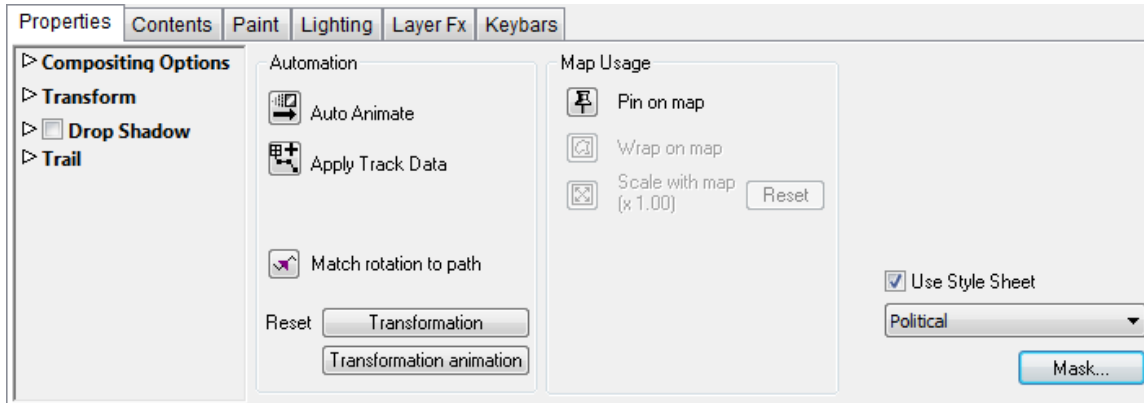 Properties Contents Paint Lighting Layer Fx Keybars
Compositing Options
Transform
Drop Shadow
Trail
Automation
Auto Animate
Apply Track Data
Match rotation to path
Reset Transformation
Transformation animation
Map Usage
Pin on map
Wrap on map
Scale with map
(x 1.00) Reset
Use Style Sheet
Political
Mask...